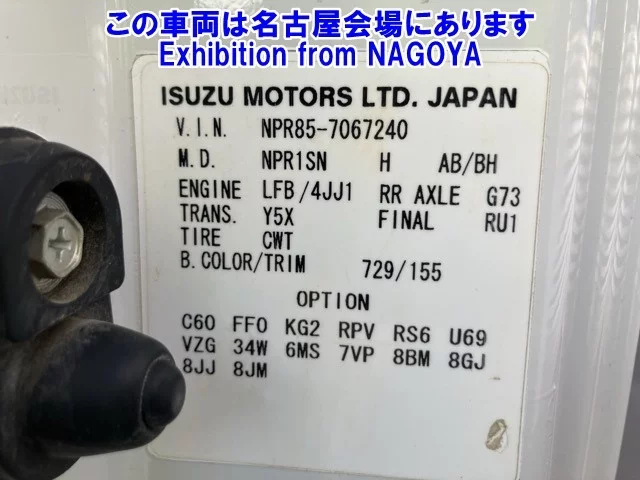 この車両は名古屋会場にあります
Exhibition from NAGOYA
ISUZU MOTORS LTD. JAPAN
V.I.N. NPR85-7067240
M.D. NPR1SN H AB/BH
ENGINE LFB/4JJ1 RR AXLE G73
TRANS. Y5X FINAL RU1
TIRE CWT
B.COLOR/TRIM 729/155
OPTION
C60 FF0 KG2 RPV RS6 U69
VZG 34W 6MS 7VP 8BM 8GJ
8JJ 8JM